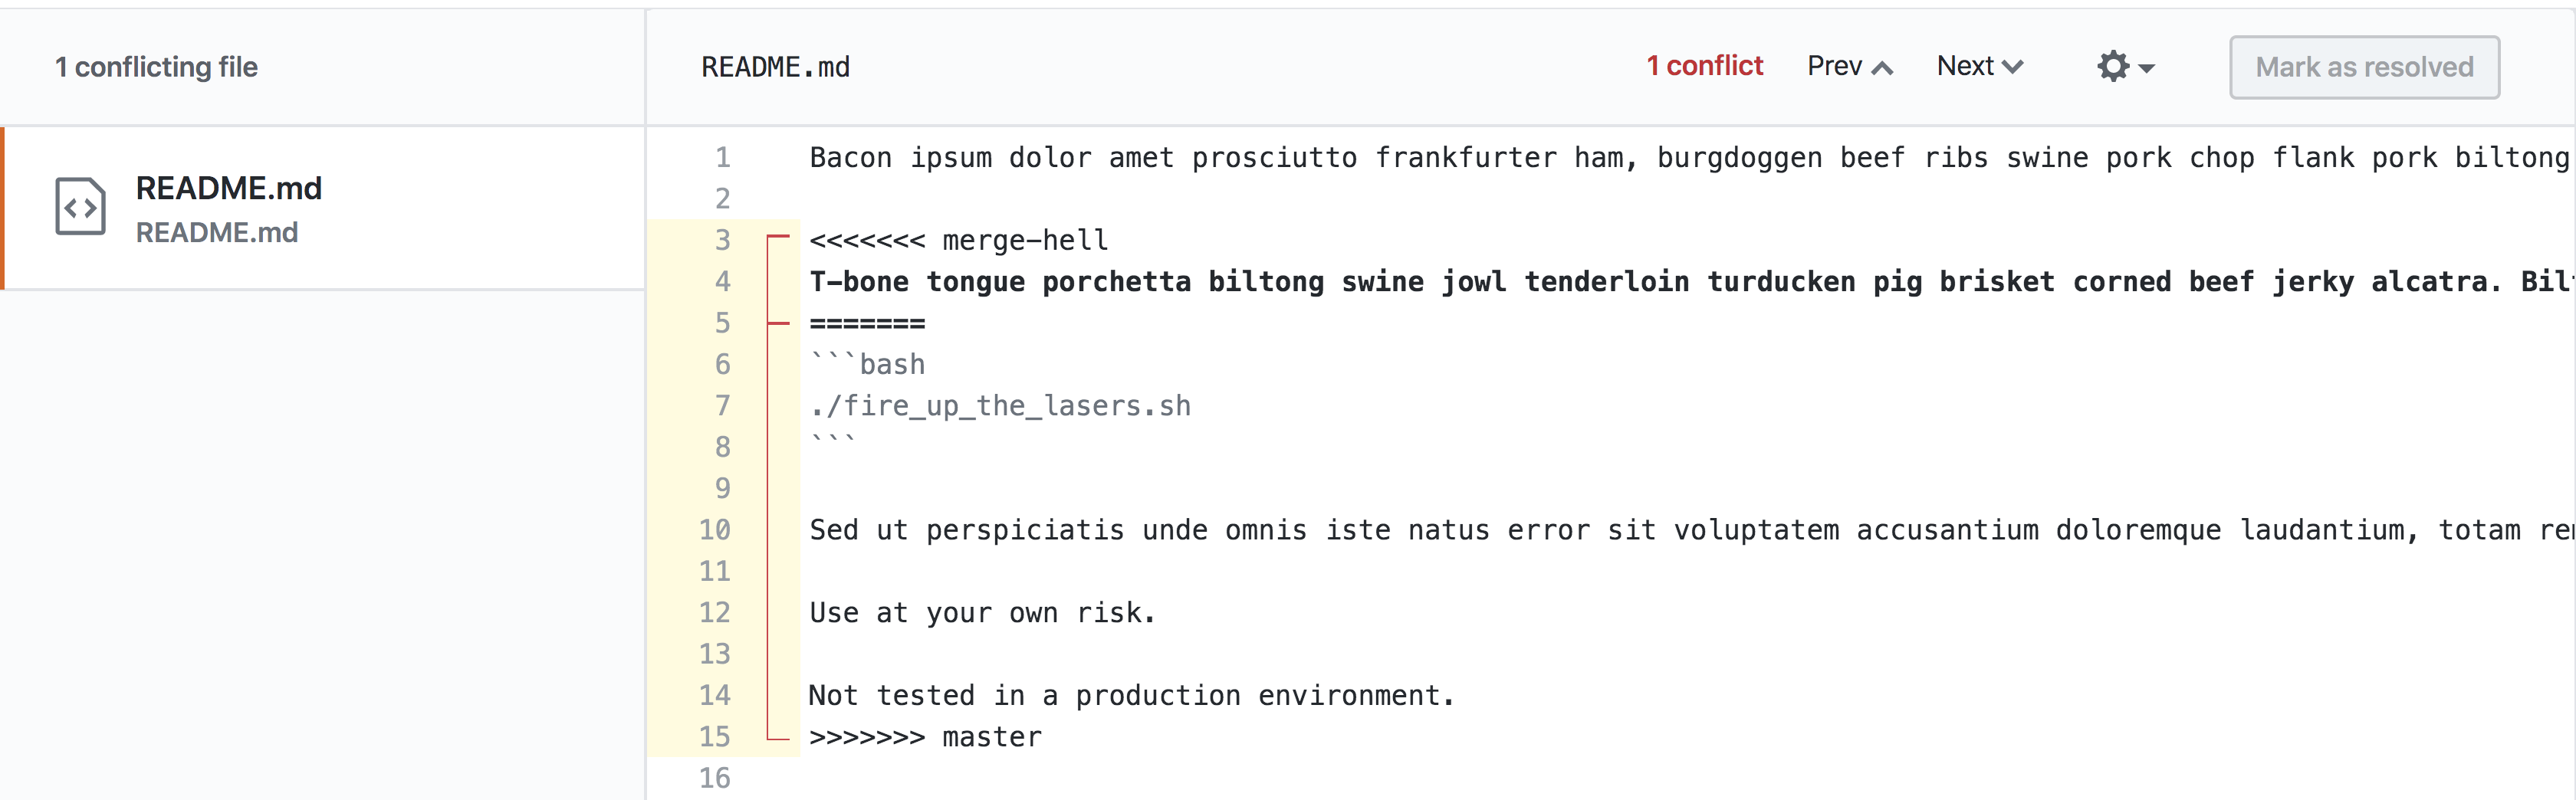 1 conflicting file
README.md
README.md
README.md
1 conflict Prev Next Mark as resolved
1 Bacon ipsum dolor amet prosciutto frankfurter ham, burgdoggen beef ribs swine pork chop flank pork biltong
2
3 <<<<<<< merge-hell
4 T-bone tongue porchetta biltong swine jowl tenderloin turducken pig brisket corned beef jerky alcatra.
5 =======
6 ```bash
7 ./fire_up_the_lasers.sh
8 ```
9
10 Sed ut perspiciatis unde omnis iste natus error sit voluptatem accusantium doloremque laudantium, totam
11
12 Use at your own risk.
13
14 Not tested in a production environment.
15 >>>>>>> master
16